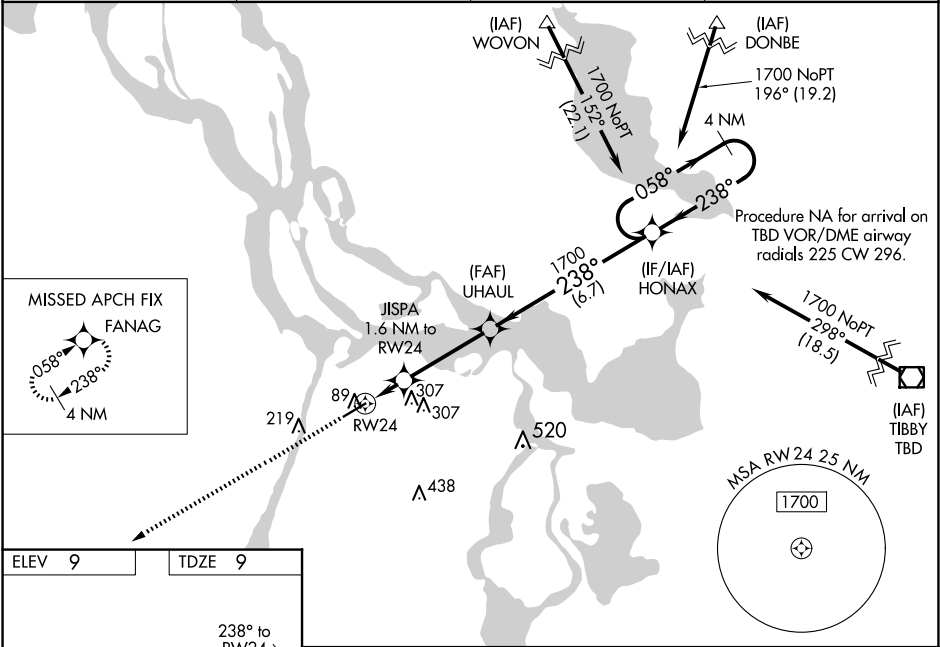 (IAF)
WOVON
(IAF)
DONBE
1700 NoPT
152°
(22.1)
1700 NoPT
196° (19.2)
4 NM
058°
238°
Procedure NA for arrival on
TBD VOR/DME airway
radials 225 CW 296.
(IF/IAF)
HONAX
1700
238°
(6.7)
(FAF)
UHAUL
JISPA
1.6 NM to
RW24
MISSED APCH FIX
FANAG
058°
238°
4 NM
1700 NoPT
298°
(18.5)
(IAF)
TIBBY
TBD
89
307
307
RW24
219
520
438
MSA RW 24 25 NM
1700
ELEV 9
TDZE 9
238° to
RW24